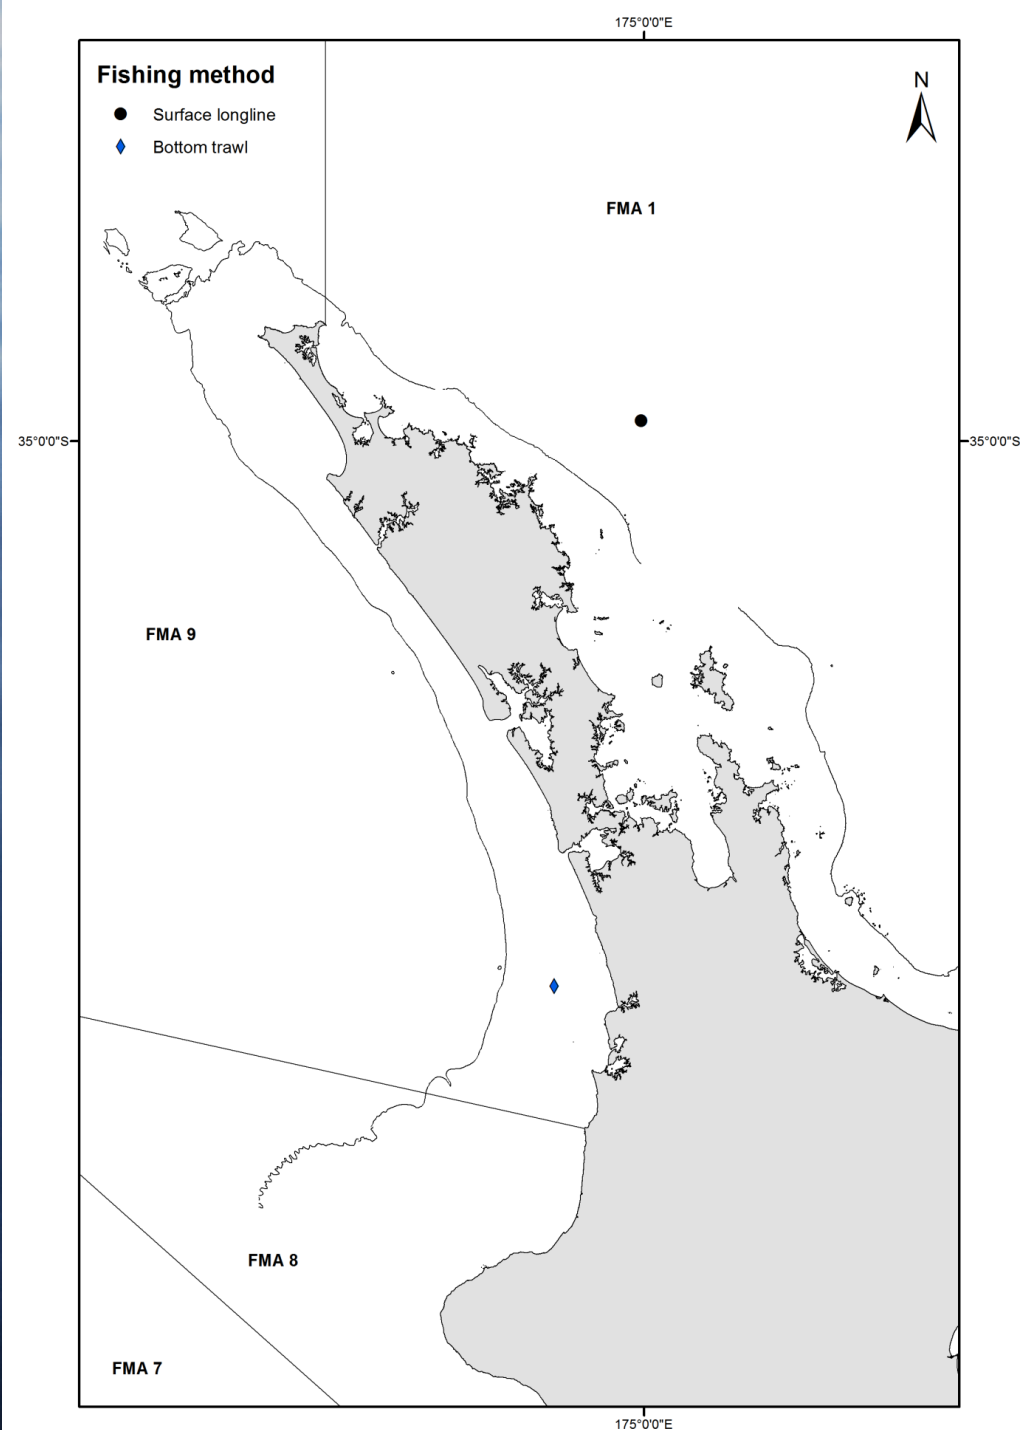 175°0'0"E
Fishing method
N
Surface longline
Bottom trawl
FMA 1
35°0'0"S
35°0'0"S
FMA 9
FMA 8
FMA 7
175°0'0"E